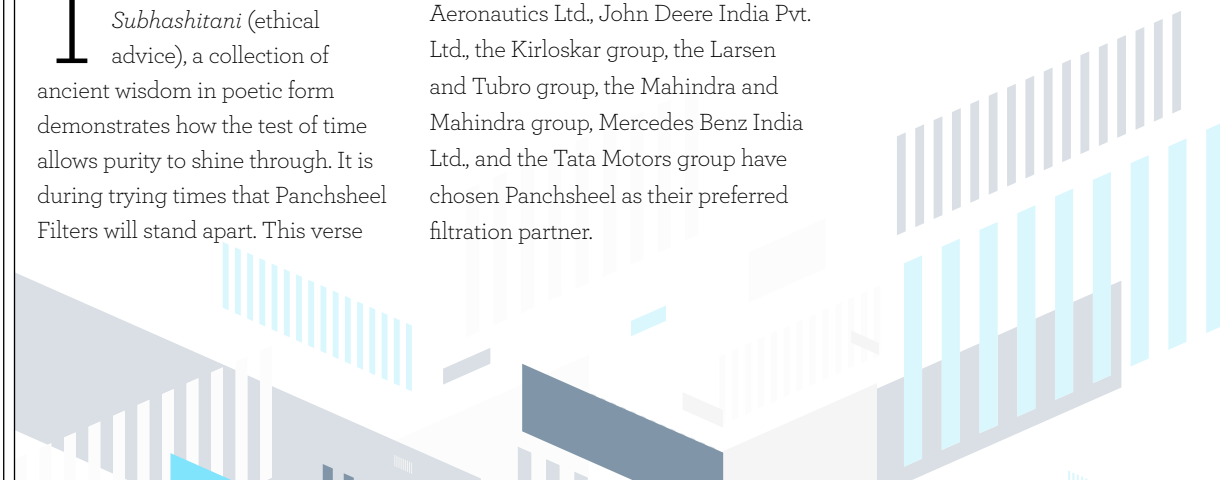 Subhashitani (ethical
advice), a collection of
ancient wisdom in poetic form
demonstrates how the test of time
allows purity to shine through. It is
during trying times that Panchsheel
Filters will stand apart. This verse
Aeronautics Ltd., John Deere India Pvt.
Ltd., the Kirloskar group, the Larsen
and Tubro group, the Mahindra and
Mahindra group, Mercedes Benz India
Ltd., and the Tata Motors group have
chosen Panchsheel as their preferred
filtration partner.